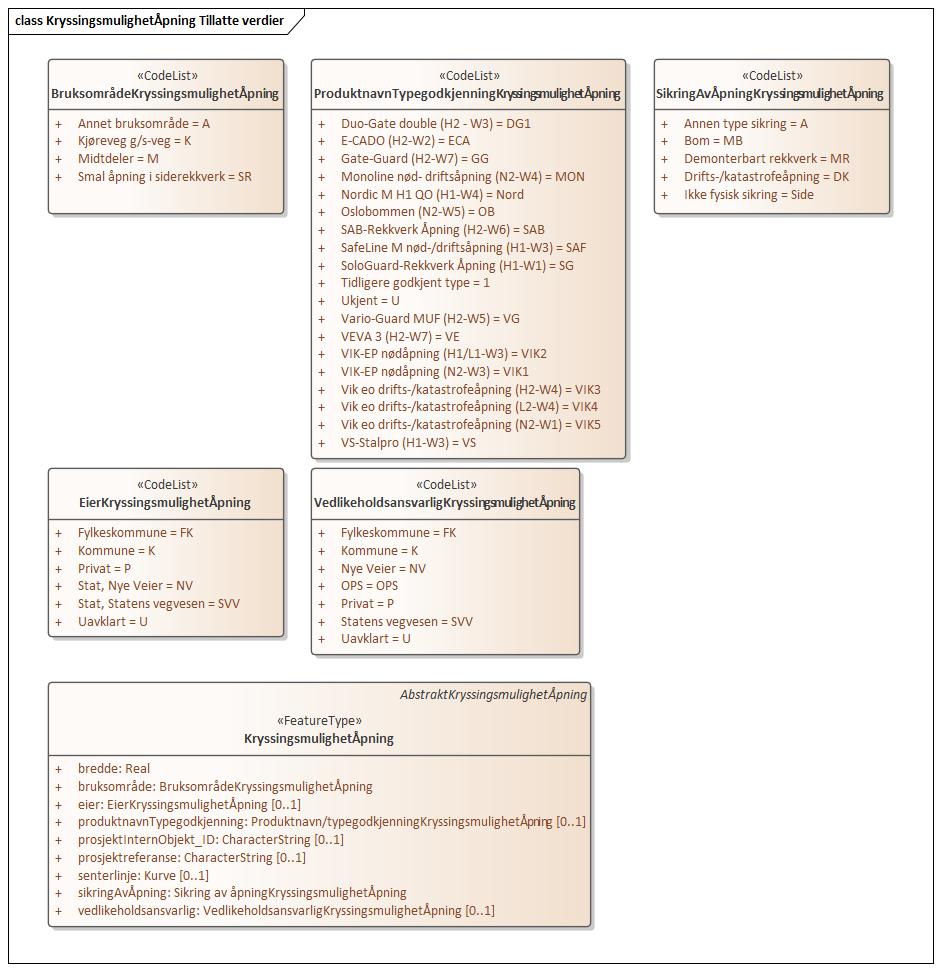 class KryssingsmulighetÅpning Tillatte verdier
«CodeList»
BruksområdeKryssingsmulighetÅpning
+ Annet bruksområde = A
+ Kjøreveg g/s-veg = K
+ Midtdeler = M
+ Smal åpning i siderekkverk = SR
«CodeList»
ProduktnavnTypegodkjenningKryssingsmulighetÅpning
+ Duo-Gate double (H2 - W3) = DG1
+ E-CADO (H2-W2) = ECA
+ Gate-Guard (H2-W7) = GG
+ Monoline nød- driftsåpning (N2-W4) = MON
+ Nordic M H1 QO (H1-W4) = Nord
+ Oslobommen (N2-W5) = OB
+ SAB-Rekkverk Åpning (H2-W6) = SAB
+ SafeLine M nød-/driftsåpning (H1-W3) = SAF
+ SoloGuard-Rekkverk Åpning (H1-W1) = SG
+ Tidligere godkjent type = 1
+ Ukjent = U
+ Vario-Guard MUF (H2-W5) = VG
+ VEVA 3 (H2-W7) = VE
+ VIK-EP nødåpning (H1/L1-W3) = VIK2
+ VIK-EP nødåpning (N2-W3) = VIK1
+ Vik eo drifts-/katastrofeåpning (H2-W4) = VIK3
+ Vik eo drifts-/katastrofeåpning (L2-W4) = VIK4
+ Vik eo drifts-/katastrofeåpning (N2-W1) = VIK5
+ VS-Stalpro (H1-W3) = VS
«CodeList»
SikringAvÅpningKryssingsmulighetÅpning
+ Annen type sikring = A
+ Bom = MB
+ Demonterbart rekkverk = MR
+ Drifts-/katastrofeåpning = DK
+ Ikke fysisk sikring = Side
«CodeList»
EierKryssingsmulighetÅpning
+ Fylkeskommune = FK
+ Kommune = K
+ Privat = P
+ Stat, Nye Veier = NV
+ Stat, Statens vegvesen = SVV
+ Uavklart = U
«CodeList»
VedlikeholdsansvarligKryssingsmulighetÅpning
+ Fylkeskommune = FK
+ Kommune = K
+ Nye Veier = NV
+ OPS = OPS
+ Privat = P
+ Statens vegvesen = SVV
+ Uavklart = U
AbstraktKryssingsmulighetÅpning
«FeatureType»
KryssingsmulighetÅpning
+ bredde: Real
+ bruksområde: BruksområdeKryssingsmulighetÅpning
+ eier: EierKryssingsmulighetÅpning [0..1]
+ produktnavnTypegodkjenning: Produktnavn/typegodkjenningKryssingsmulighetÅpning [0..1]
+ prosjektInternObjekt_ID: CharacterString [0..1]
+ prosjektreferanse: CharacterString [0..1]
+ senterlinje: Kurve [0..1]
+ sikringAvÅpning: Sikring av åpningKryssingsmulighetÅpning
+ vedlikeholdsansvarlig: VedlikeholdsansvarligKryssingsmulighetÅpning [0..1]